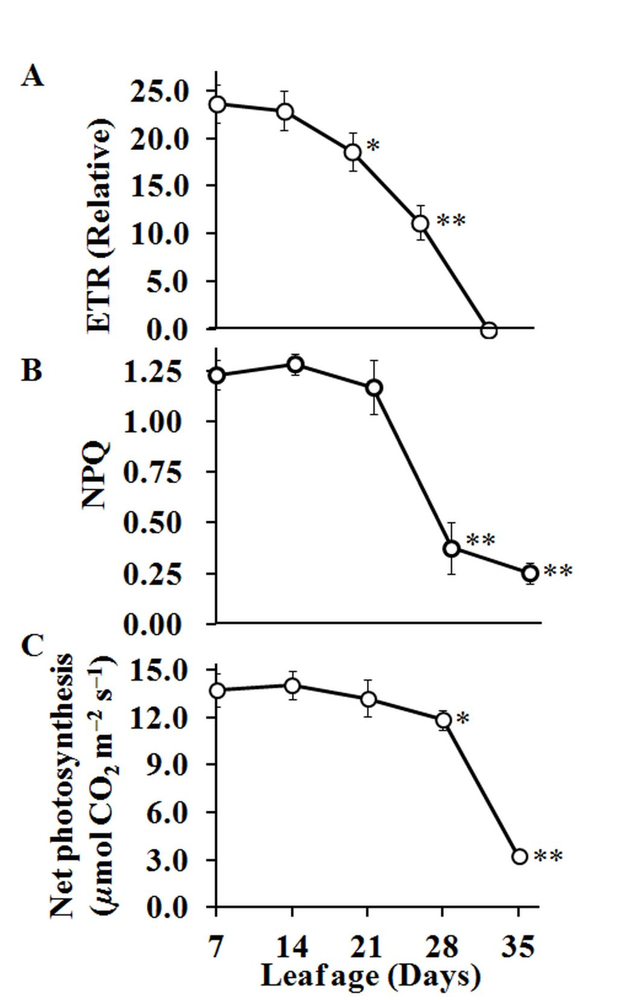 A
ETR (Relative)
25.0
20.0
15.0
10.0
5.0
0.0
*
**
B
NPQ
1.25
1.00
0.75
0.50
0.25
0.00
**
**
C
Net photosynthesis
(μmol CO₂ m⁻² s⁻¹)
15.0
12.0
9.0
6.0
3.0
0.0
*
**
7 14 21 28 35
Leaf age (Days)